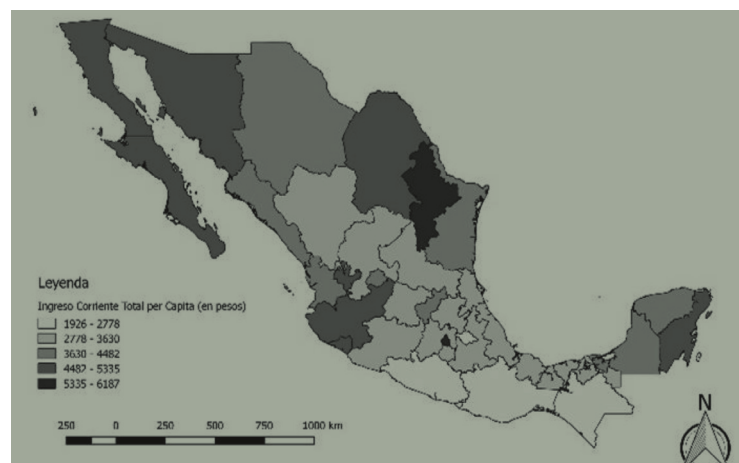 Leyenda
Ingreso Corriente Total per Capita (en pesos)
1926 - 2778
2778 - 3630
3630 - 4482
4482 - 5335
5335 - 6187
250 0 250 500 750 1000 km
N